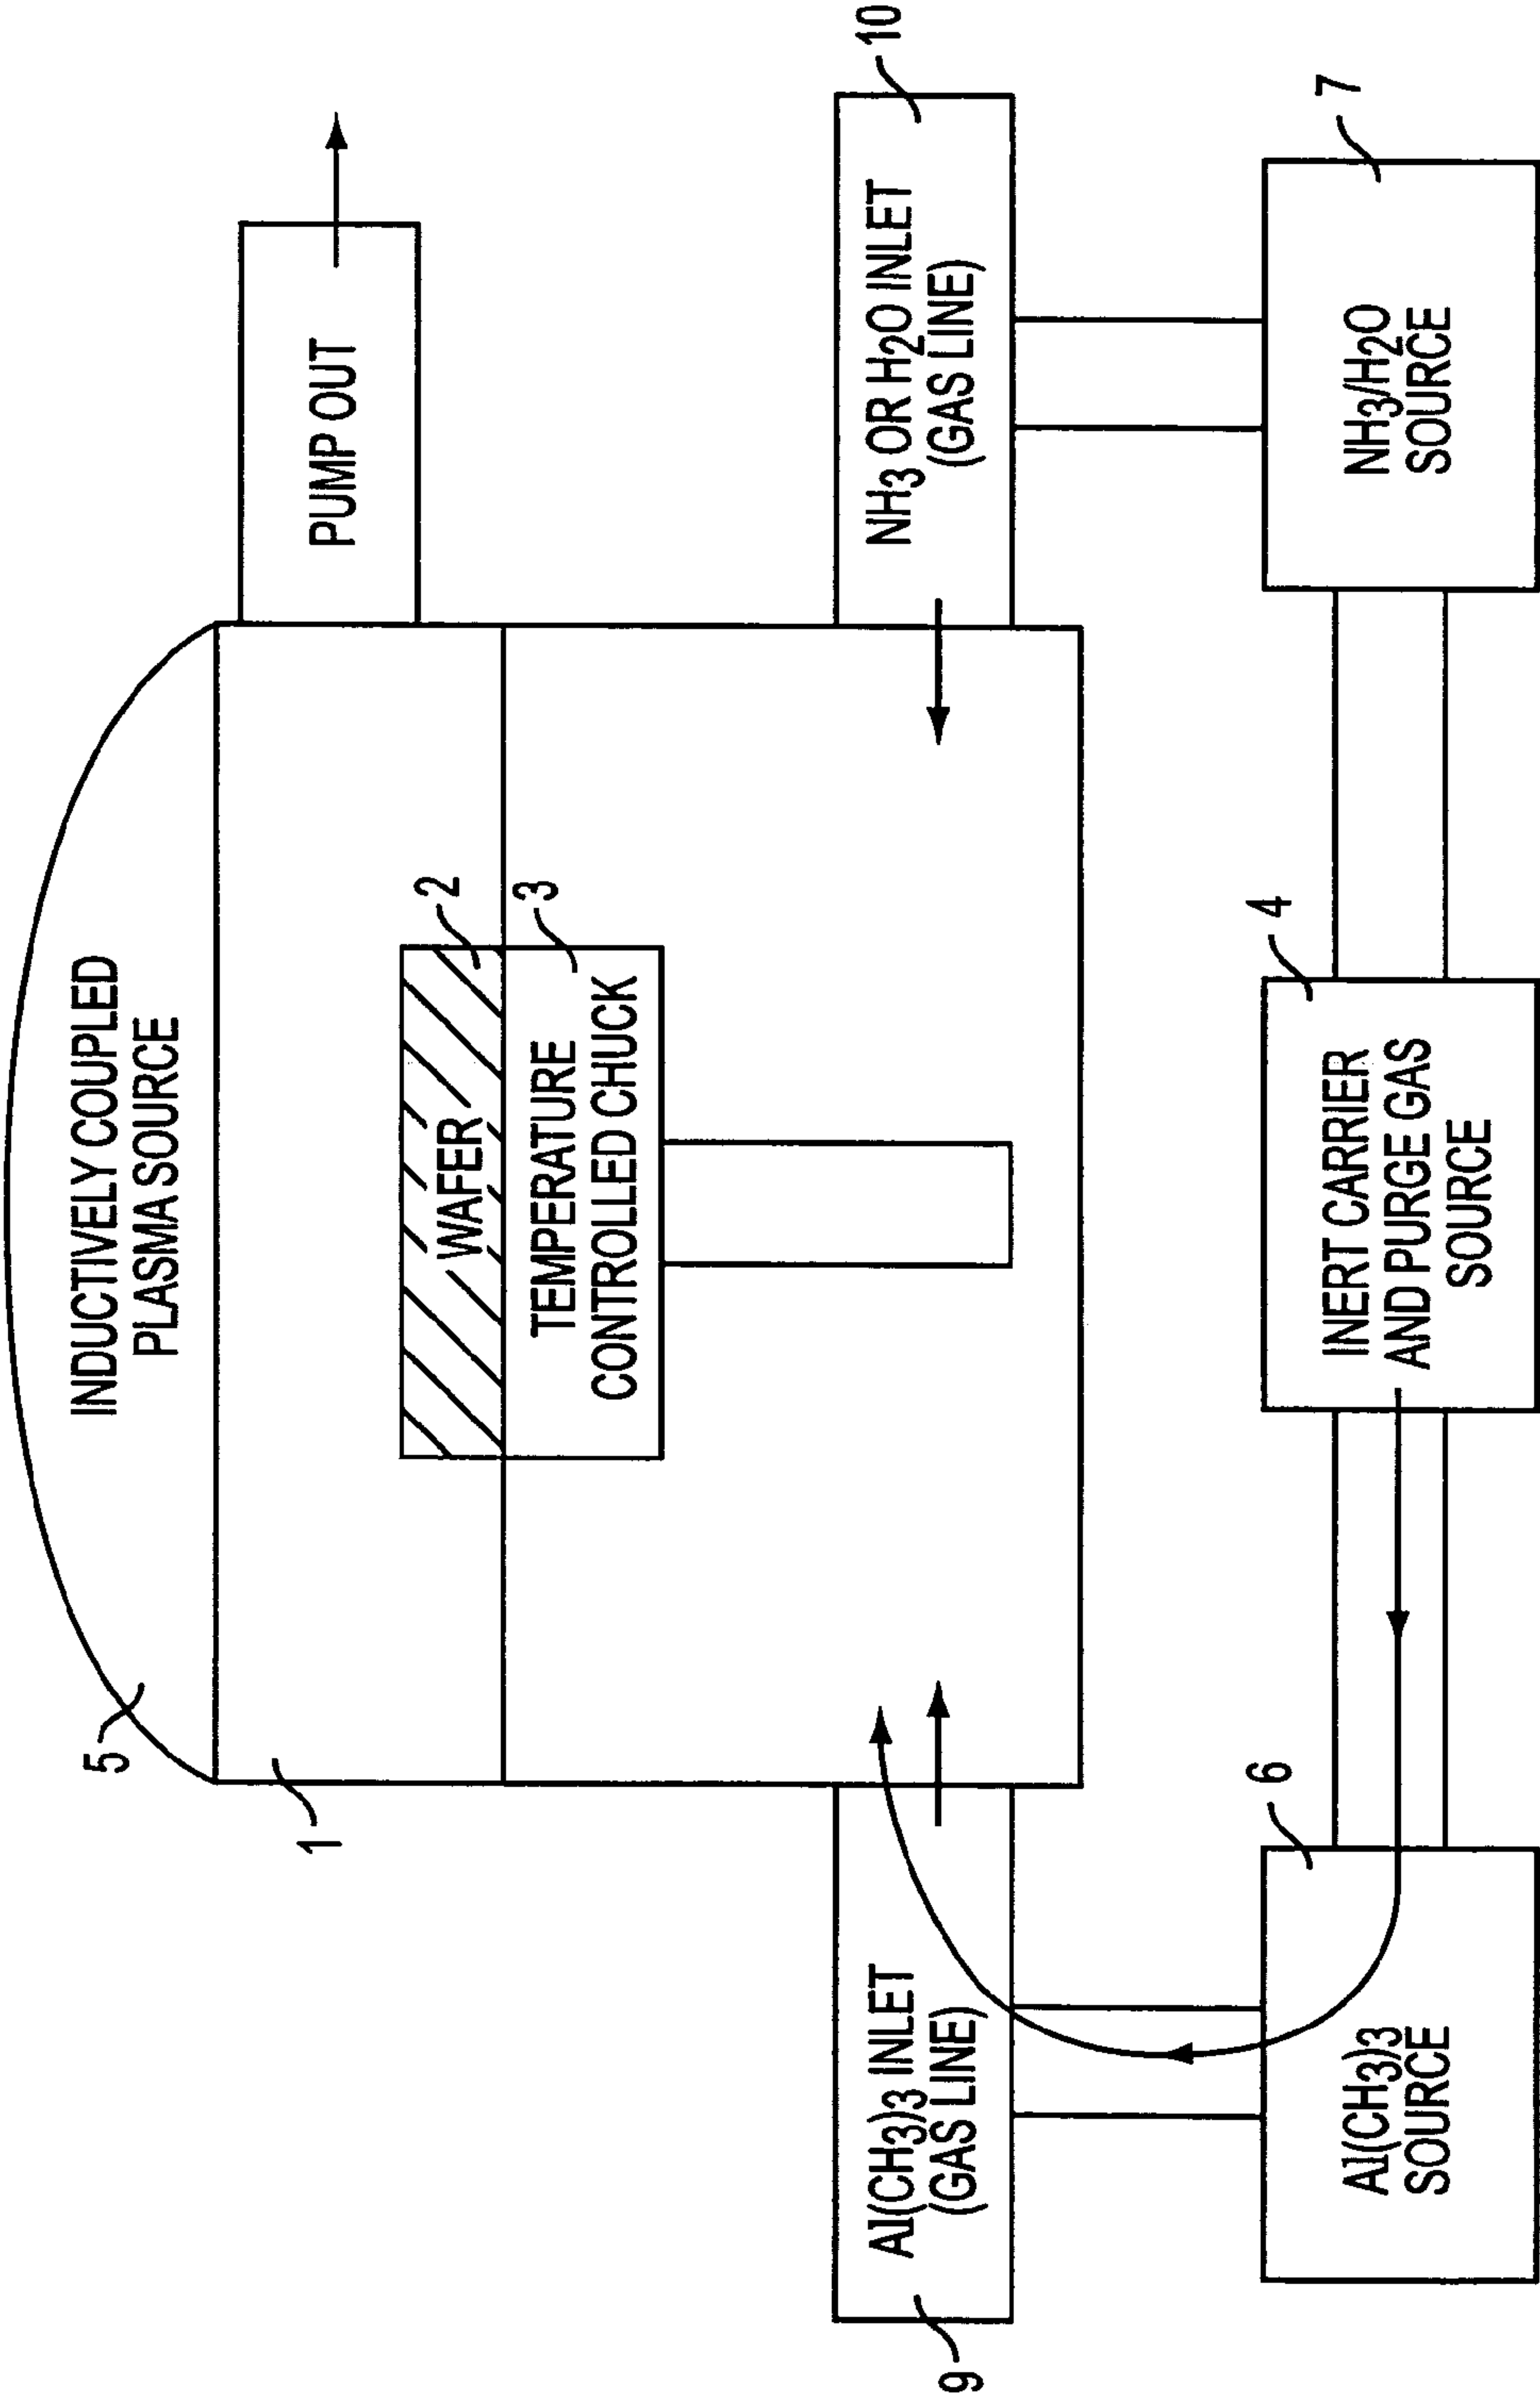 INDUCTIVELY COUPLED
PLASMA SOURCE
5
1
PUMP OUT
WAFER
2
TEMPERATURE
CONTROLLED CHUCK
3
9
Al(CH3)3 INLET
(GAS LINE)
NH3 OR H2O INLET
(GAS LINE)
10
6
Al(CH3)3
SOURCE
4
INERT CARRIER
AND PURGE GAS
SOURCE
7
NH3/H2O
SOURCE